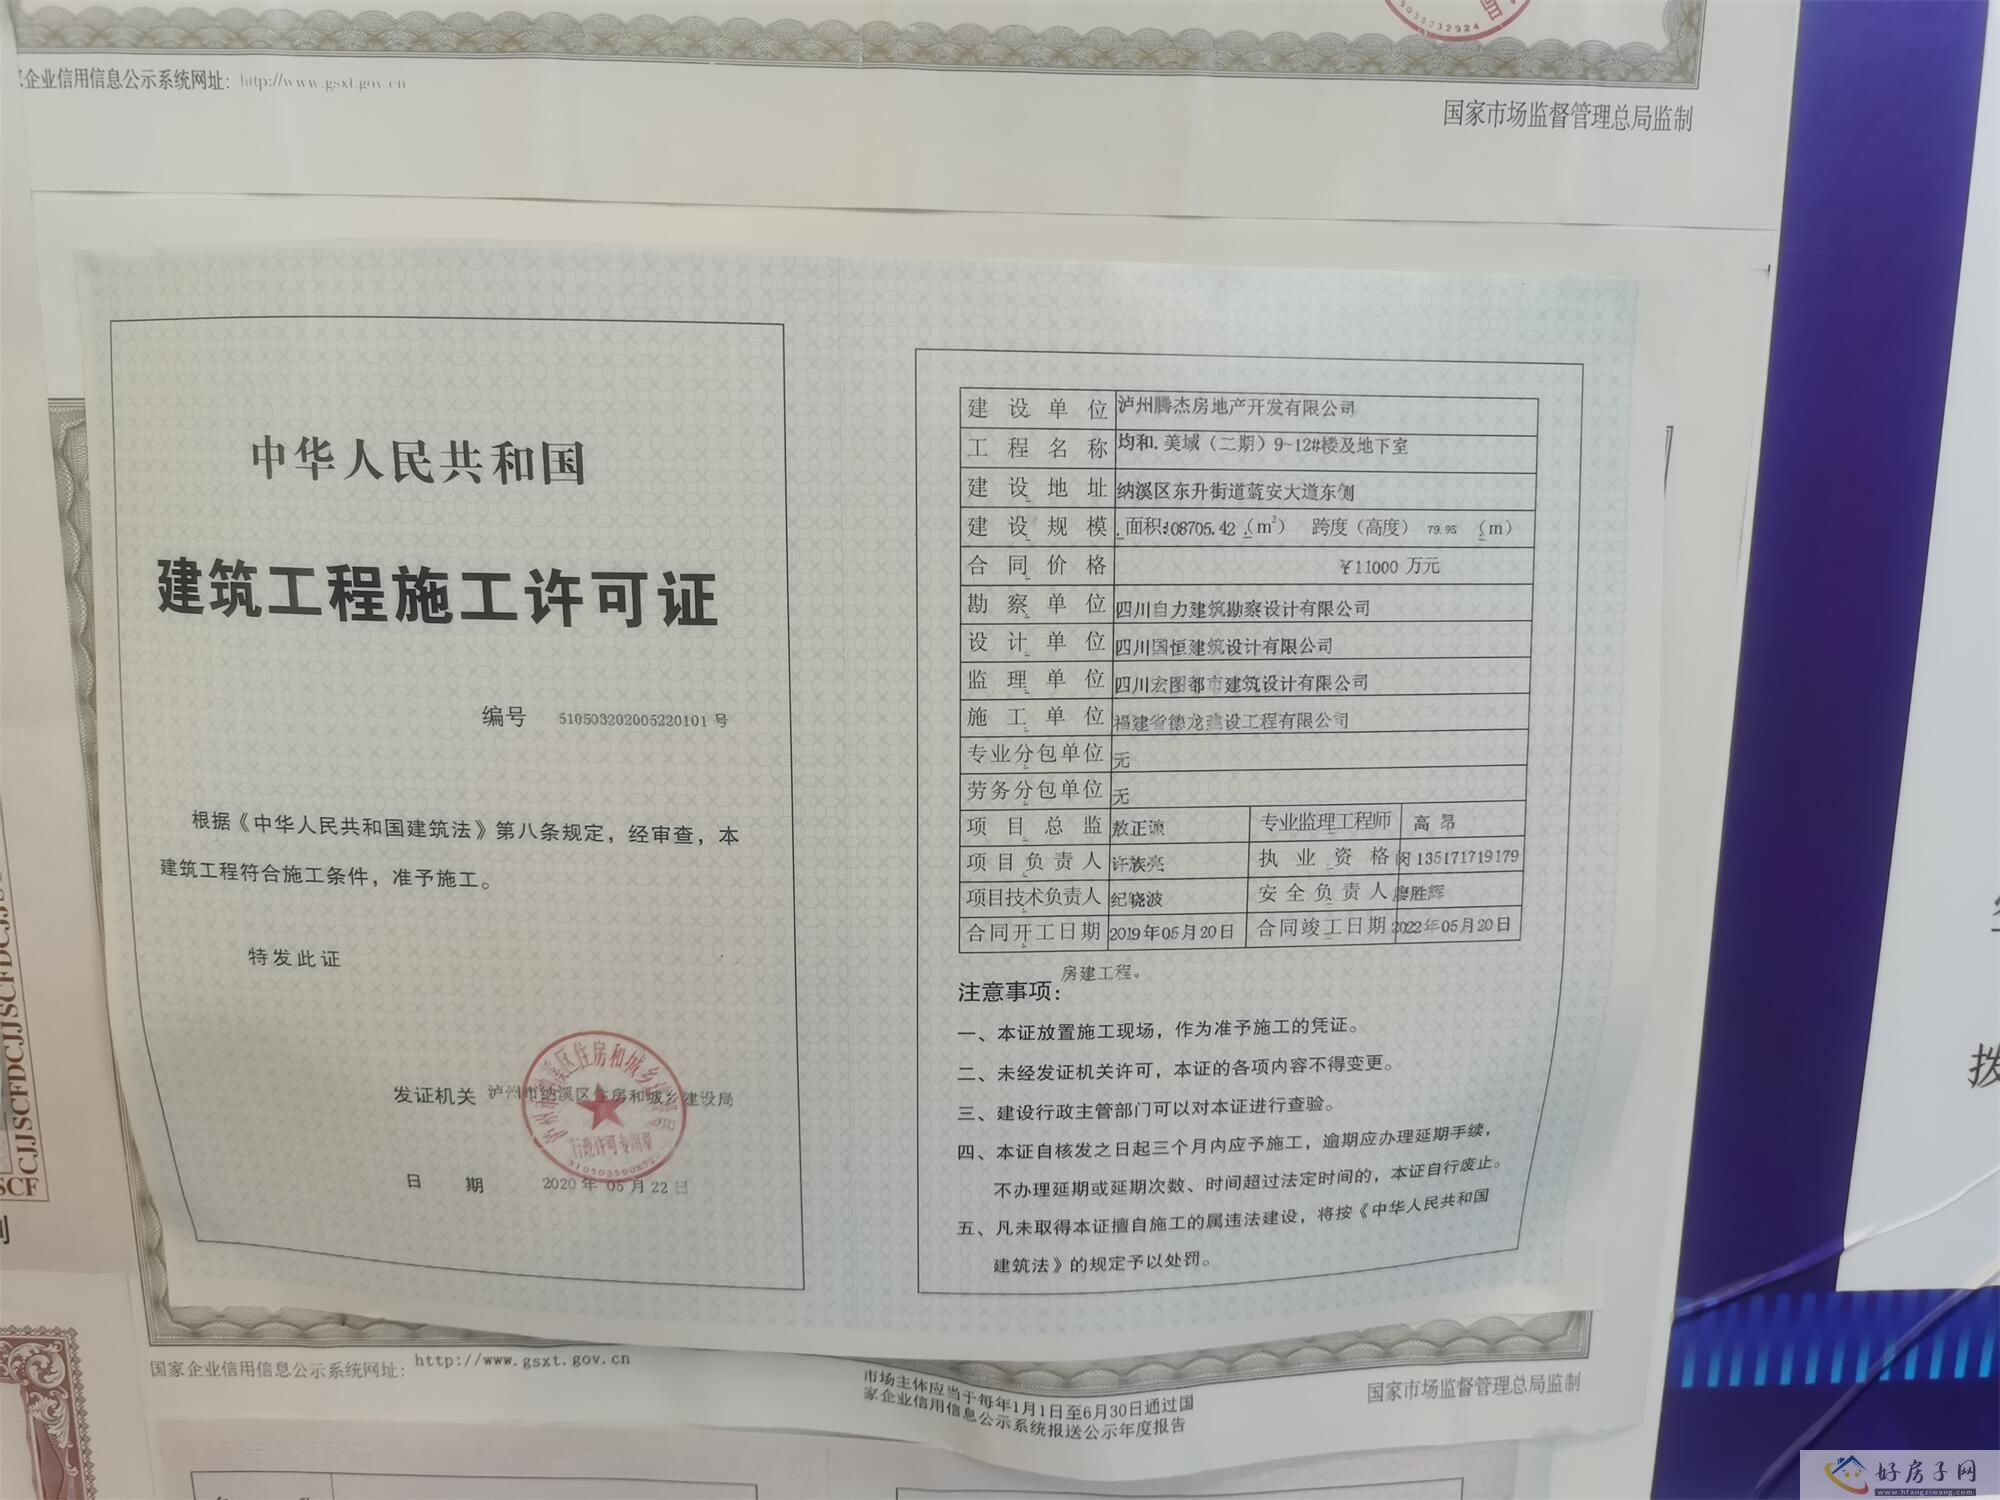 家企业信用信息公示系统网址：http://www.gsxt.gov.cn
国家市场监督管理总局监制
中华人民共和国
建筑工程施工许可证
编号 510503202005220101 号
根据《中华人民共和国建筑法》第八条规定，经审查，本
建筑工程符合施工条件，准予施工。
特发此证
发证机关 泸州市纳溪区住房和城乡建设局
行政许可专用章
日 期 2020 年 05 月 22 日
建设单位 泸州腾杰房地产开发有限公司
工程名称 均和.美域（二期）9-12#楼及地下室
建设地址 纳溪区东升街道蓝安大道东侧
建设规模 面积:108705.42 (m²) 跨度（高度） 79.95 (m)
合同价格 ¥11000 万元
勘察单位 四川自力建筑勘察设计有限公司
设计单位 四川国恒建筑设计有限公司
监理单位 四川宏图都市建筑设计有限公司
施工单位 福建省德龙建设工程有限公司
专业分包单位 无
劳务分包单位 无
项目总监 敖正 专业监理工程师 高昂
项目负责人 许族亮 执业资格 闵135171719179
项目技术负责人 纪晓波 安全负责人 廖胜辉
合同开工日期 2019年05月20日 合同竣工日期 2022年05月20日
房建工程。
注意事项：
一、本证放置施工现场，作为准予施工的凭证。
二、未经发证机关许可，本证的各项内容不得变更。
三、建设行政主管部门可以对本证进行查验。
四、本证自核发之日起三个月内应予施工，逾期应办理延期手续，
不办理延期或延期次数、时间超过法定时间的，本证自行废止。
五、凡未取得本证擅自施工的属违法建设，将按《中华人民共和国
建筑法》的规定予以处罚。
国家企业信用信息公示系统网址：http://www.gsxt.gov.cn
市场主体应当于每年1月1日至6月30日通过国
家企业信用信息公示系统报送公示年度报告
国家市场监督管理总局监制
好房子网
www.hfangziwang.com